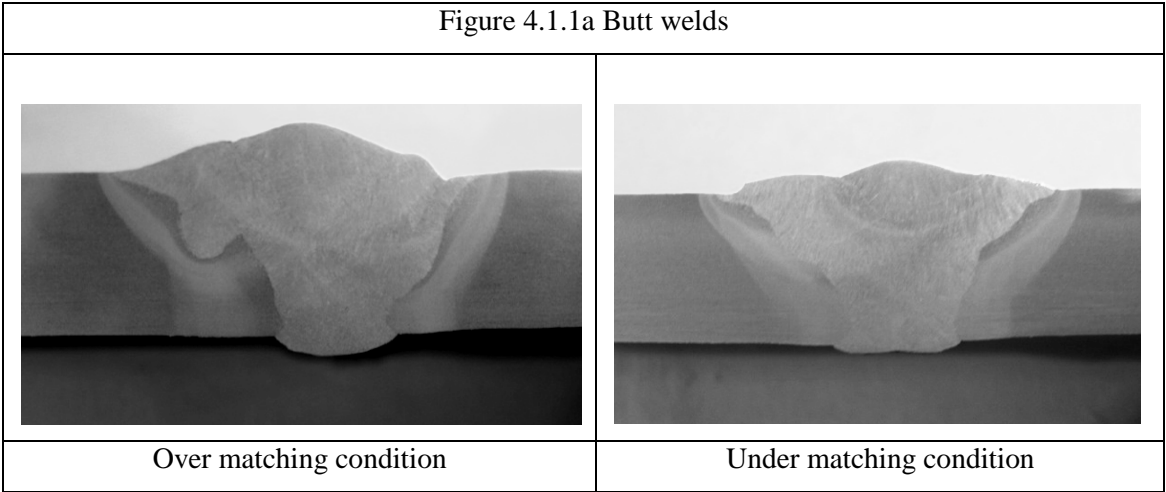 Figure 4.1.1a Butt welds
Over matching condition
Under matching condition